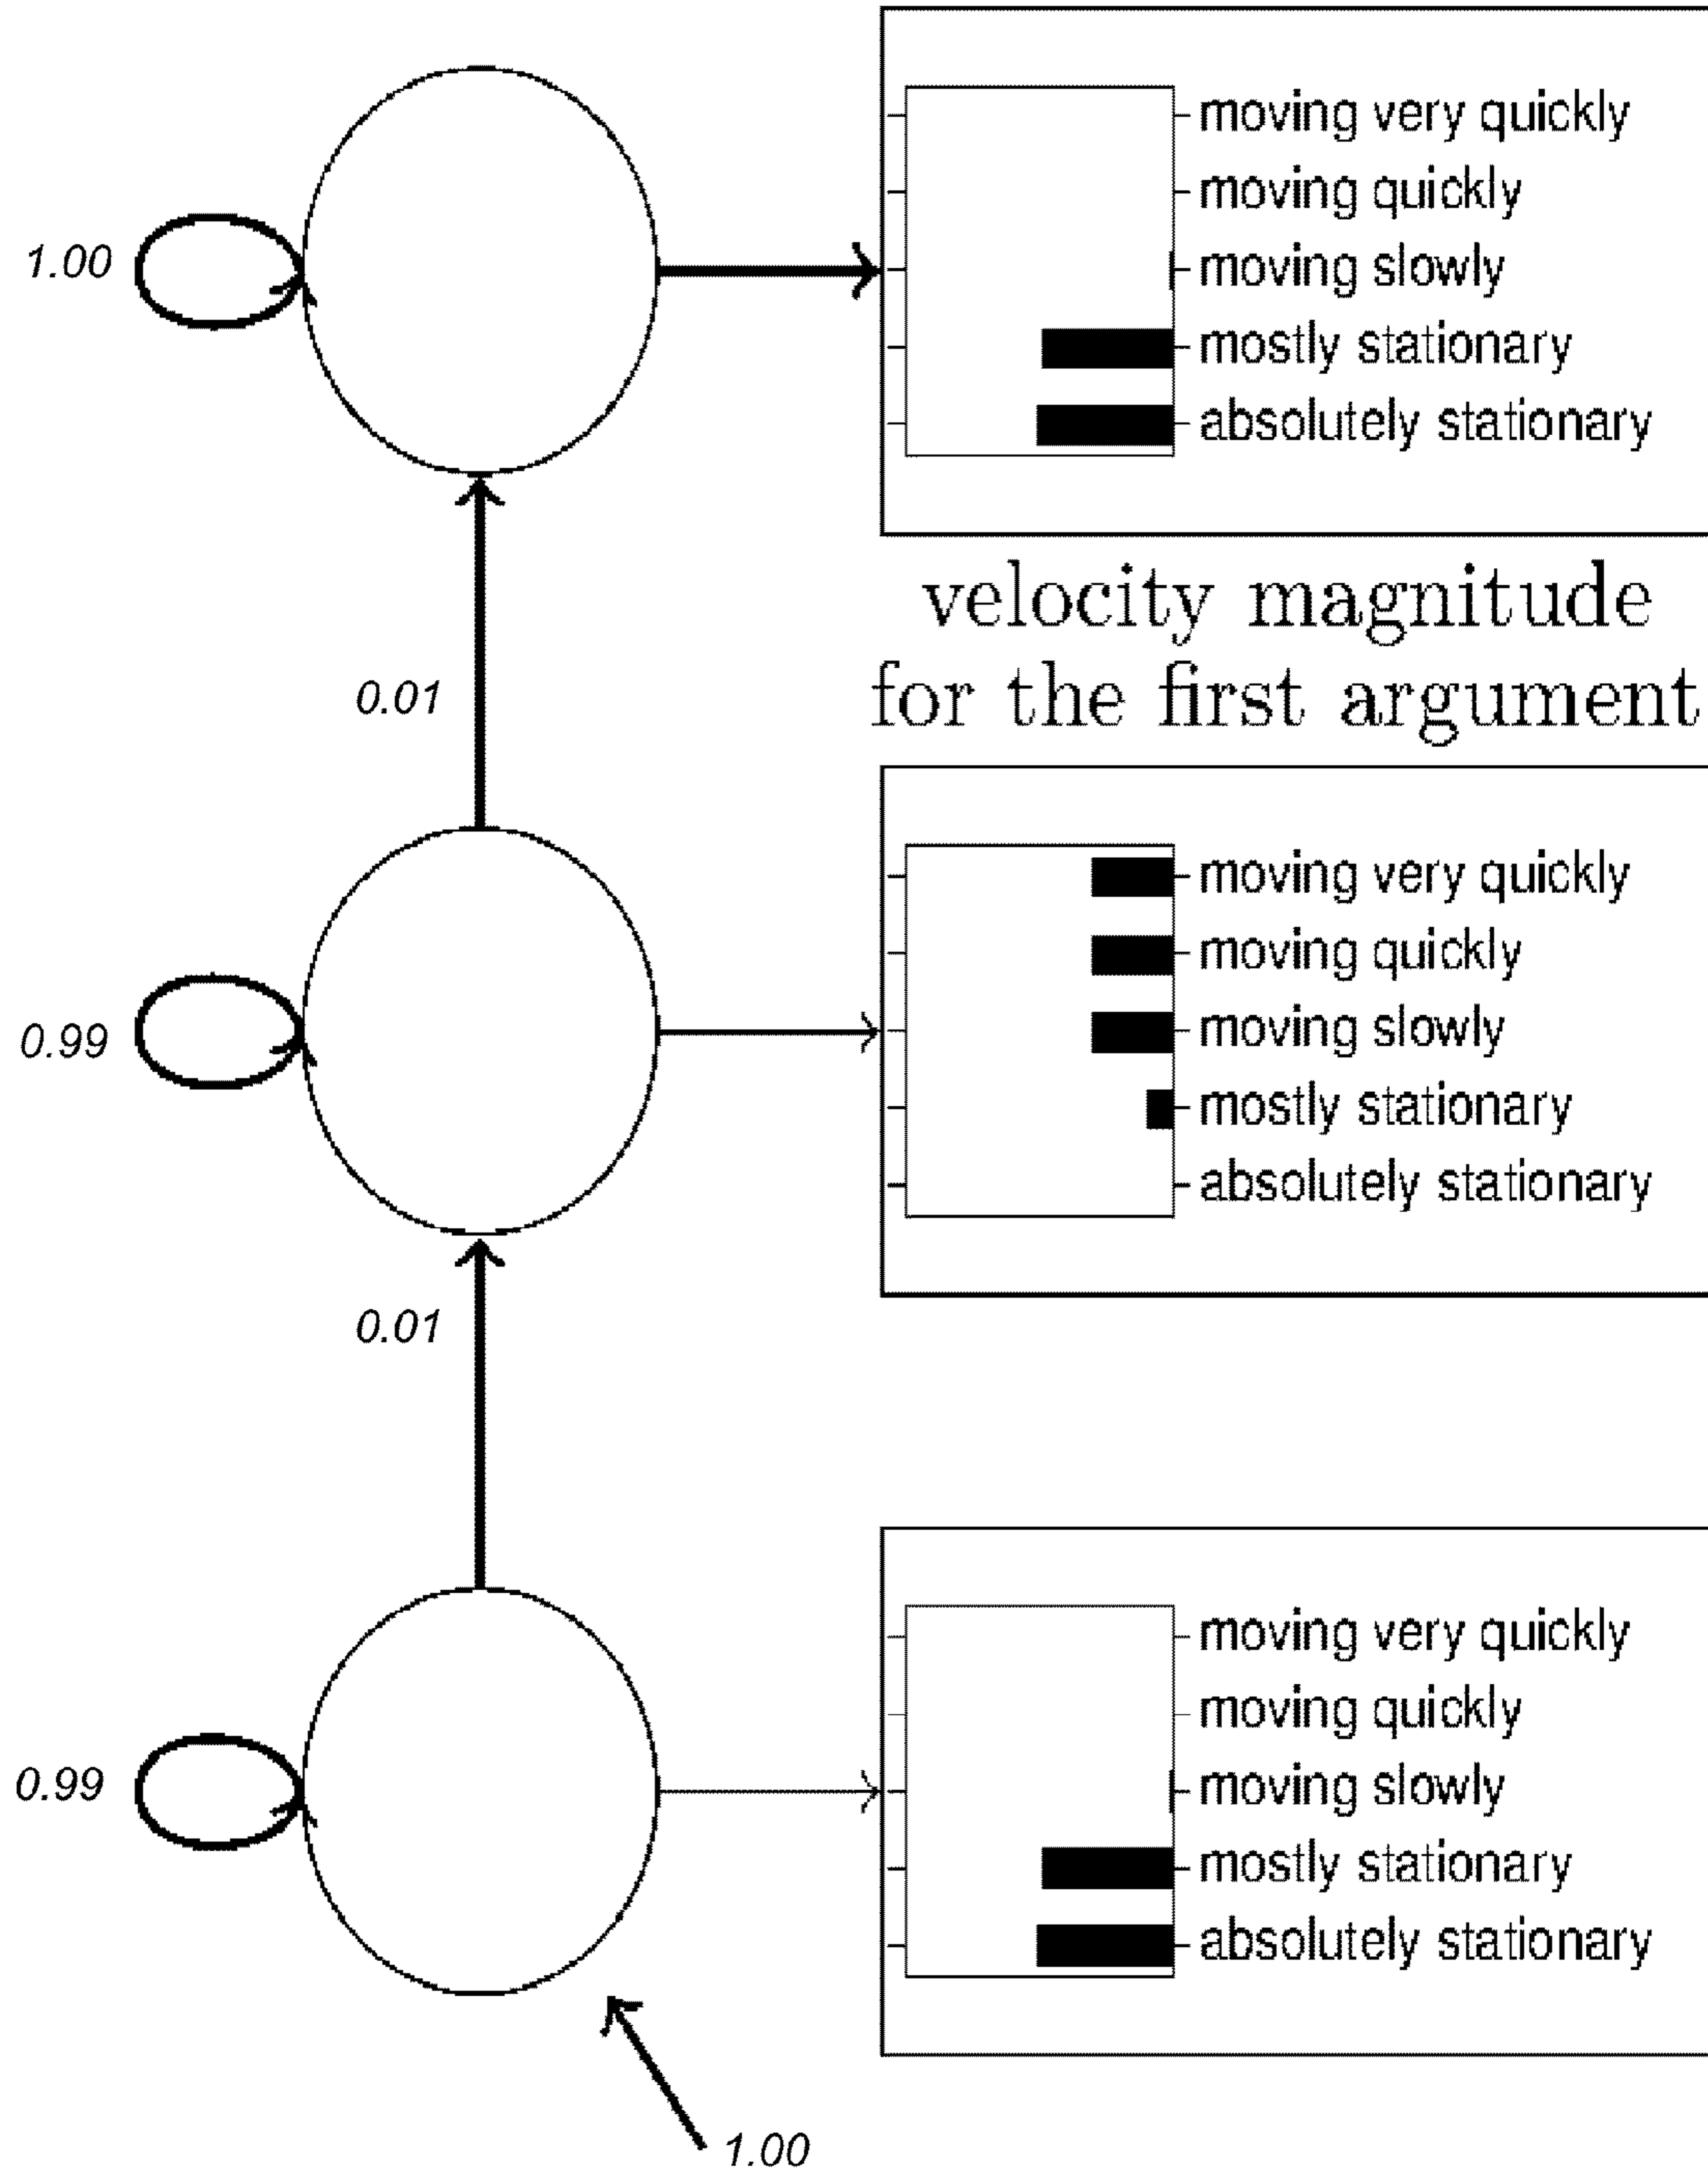 moving very quickly
moving quickly
1.00
moving slowly
mostly stationary
absolutely stationary
velocity magnitude
for the first argument
0.01
moving very quickly
moving quickly
0.99
moving slowly
mostly stationary
absolutely stationary
0.01
moving very quickly
moving quickly
0.99
moving slowly
mostly stationary
absolutely stationary
1.00